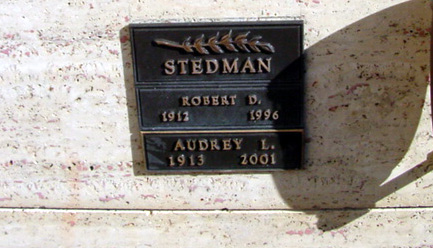 STEDMAN
ROBERT D.
1912 1996
AUDREY L.
1913 2001